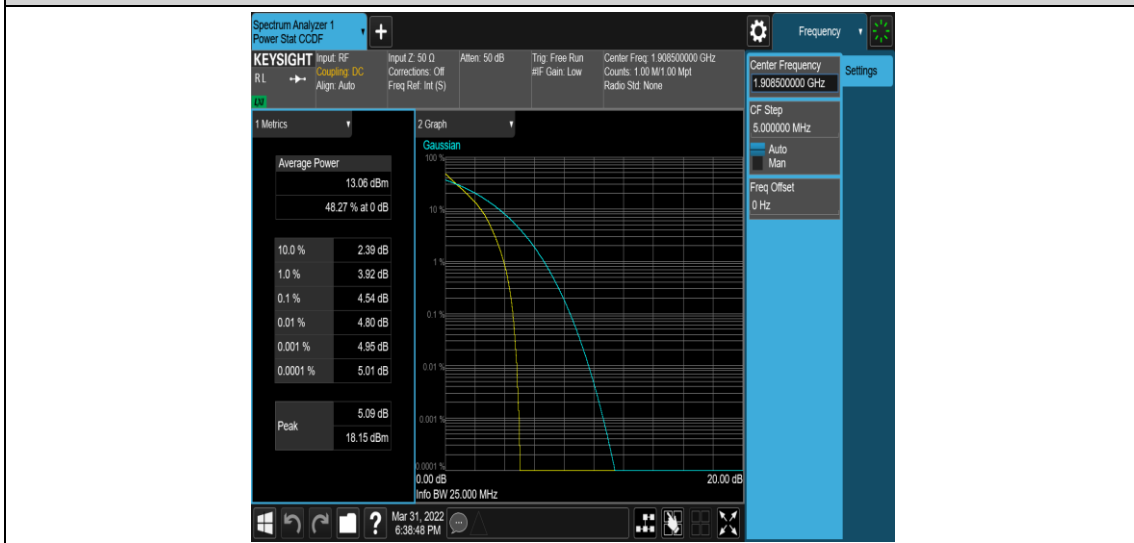 Spectrum Analyzer 1
Power Stat CCDF
Frequency
KEYSIGHT
RL
Input: RF
Coupling: DC
Align: Auto
Input Z: 50 Ω
Corrections: Off
Freq Ref: Int (S)
Atten: 50 dB
Trig: Free Run
#IF Gain: Low
Center Freq: 1.908500000 GHz
Counts: 1.00 M/1.00 Mpt
Radio Std: None
Center Frequency
1.908500000 GHz
Settings
CF Step
5.000000 MHz
Auto
Man
Freq Offset
0 Hz
1 Metrics
Average Power
13.06 dBm
48.27 % at 0 dB
10.0 % 2.39 dB
1.0 % 3.92 dB
0.1 % 4.54 dB
0.01 % 4.80 dB
0.001 % 4.95 dB
0.0001 % 5.01 dB
Peak
5.09 dB
18.15 dBm
2 Graph
Gaussian
100 %
10 %
1 %
0.1 %
0.01 %
0.001 %
0.0001 %
0.00 dB 20.00 dB
Info BW 25.000 MHz
?
Mar 31, 2022
6:38:48 PM